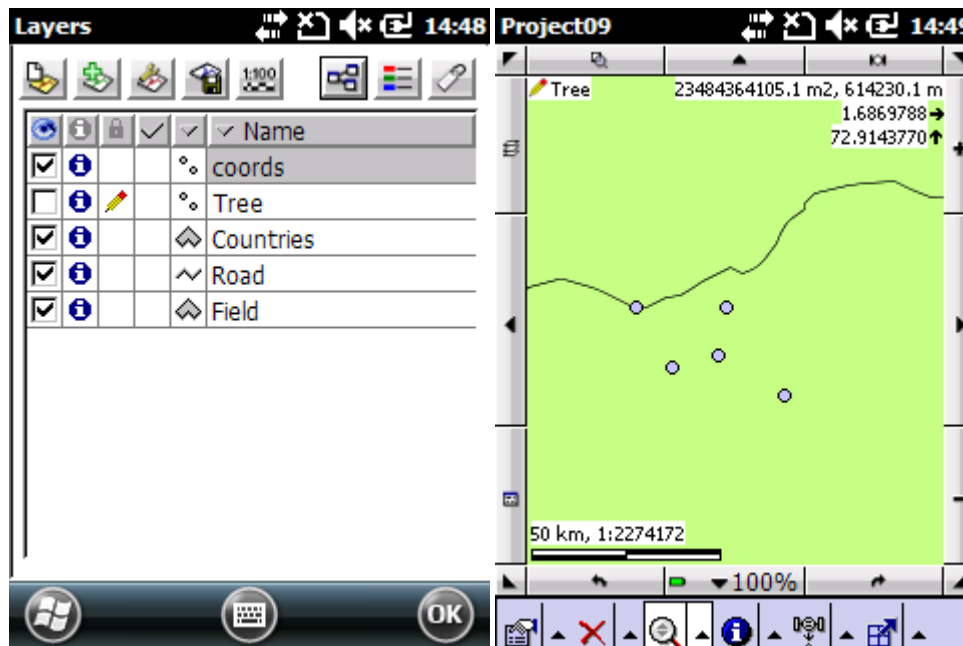 Layers 14:48
1:100
Name
coords
Tree
Countries
Road
Field
OK
Project09 14:49
Tree 23484364105.1 m2, 614230.1 m
1.6869788
72.9143770
50 km, 1:2274172
100%